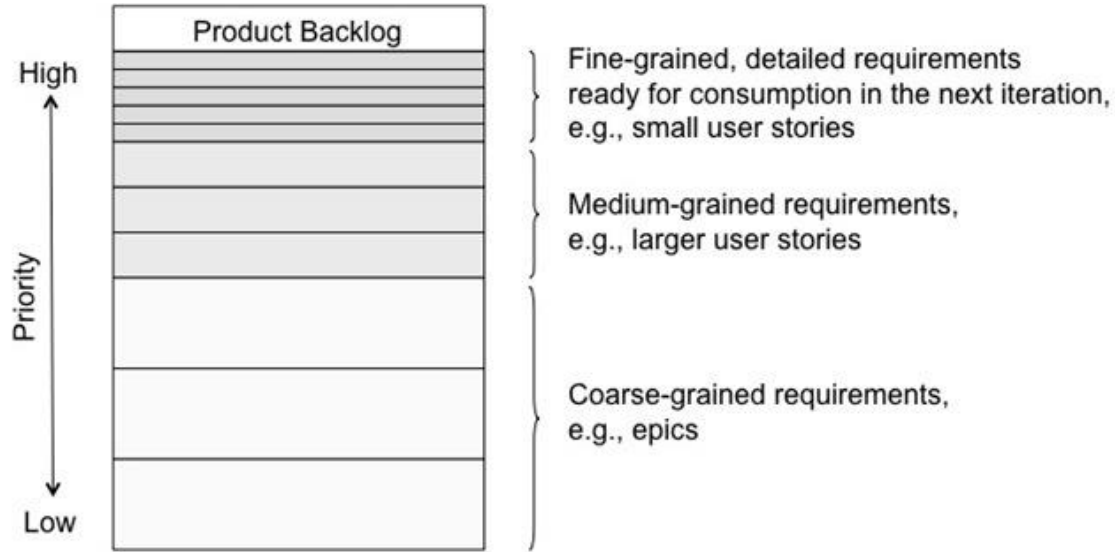 Product Backlog
High
Priority
Low
Fine-grained, detailed requirements
ready for consumption in the next iteration,
e.g., small user stories
Medium-grained requirements,
e.g., larger user stories
Coarse-grained requirements,
e.g., epics